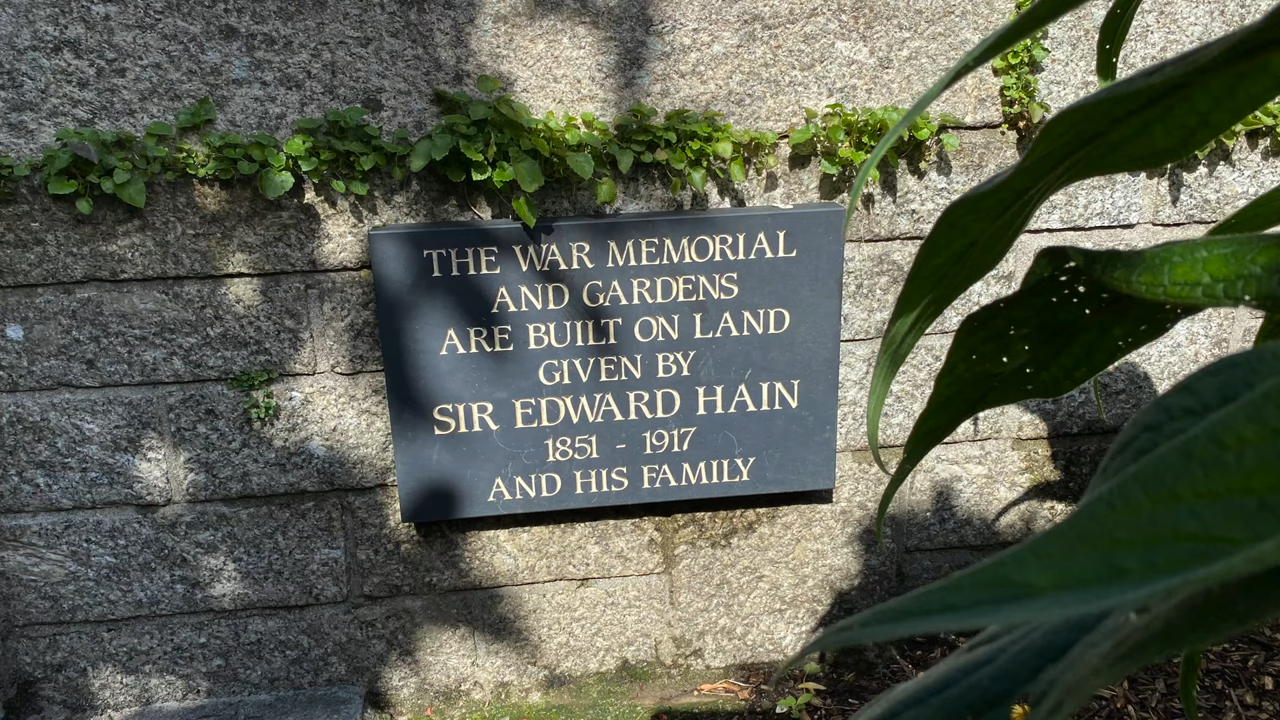 THE WAR MEMORIAL
AND GARDENS
ARE BUILT ON LAND
GIVEN BY
SIR EDWARD HAIN
1851 - 1917
AND HIS FAMILY